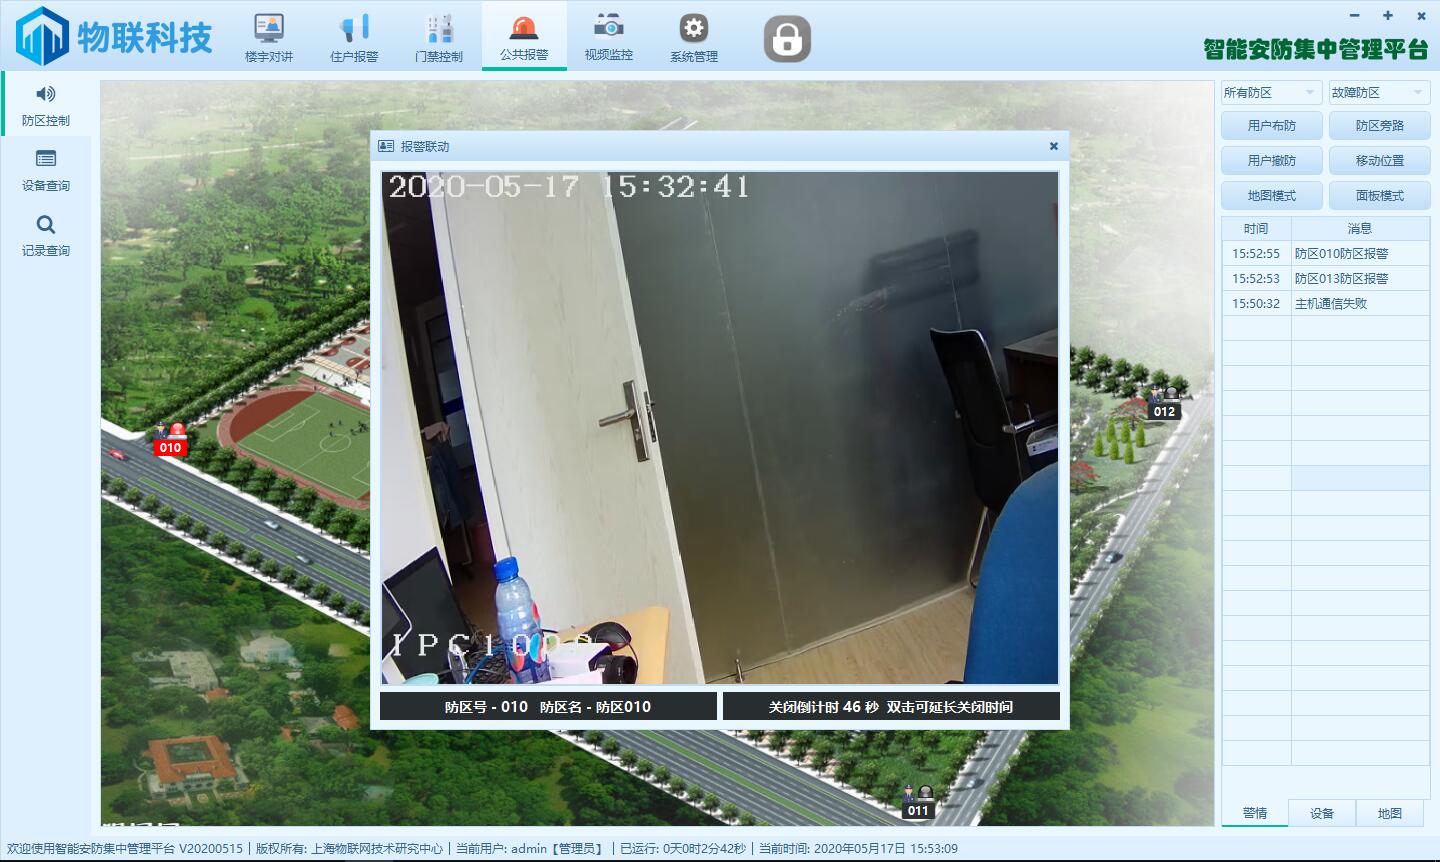 物联科技
楼宇对讲
住户报警
门禁控制
公共报警
视频监控
系统管理
智能安防集中管理平台
防区控制
设备查询
记录查询
所有防区
故障防区
用户布防
防区旁路
用户撤防
移动位置
地图模式
面板模式
时间 消息
15:52:55 防区010防区报警
15:52:53 防区013防区报警
15:50:32 主机通信失败
报警联动
2020-05-17 15:32:41
IPC1000
010
012
011
防区号 - 010 防区名 - 防区010
关闭倒计时 46 秒 双击可延长关闭时间
警情
设备
地图
欢迎使用智能安防集中管理平台 V20200515 | 版权所有: 上海物联网技术研究中心 | 当前用户: admin【管理员】 | 已运行: 0天0时2分42秒 | 当前时间: 2020年05月17日 15:53:09